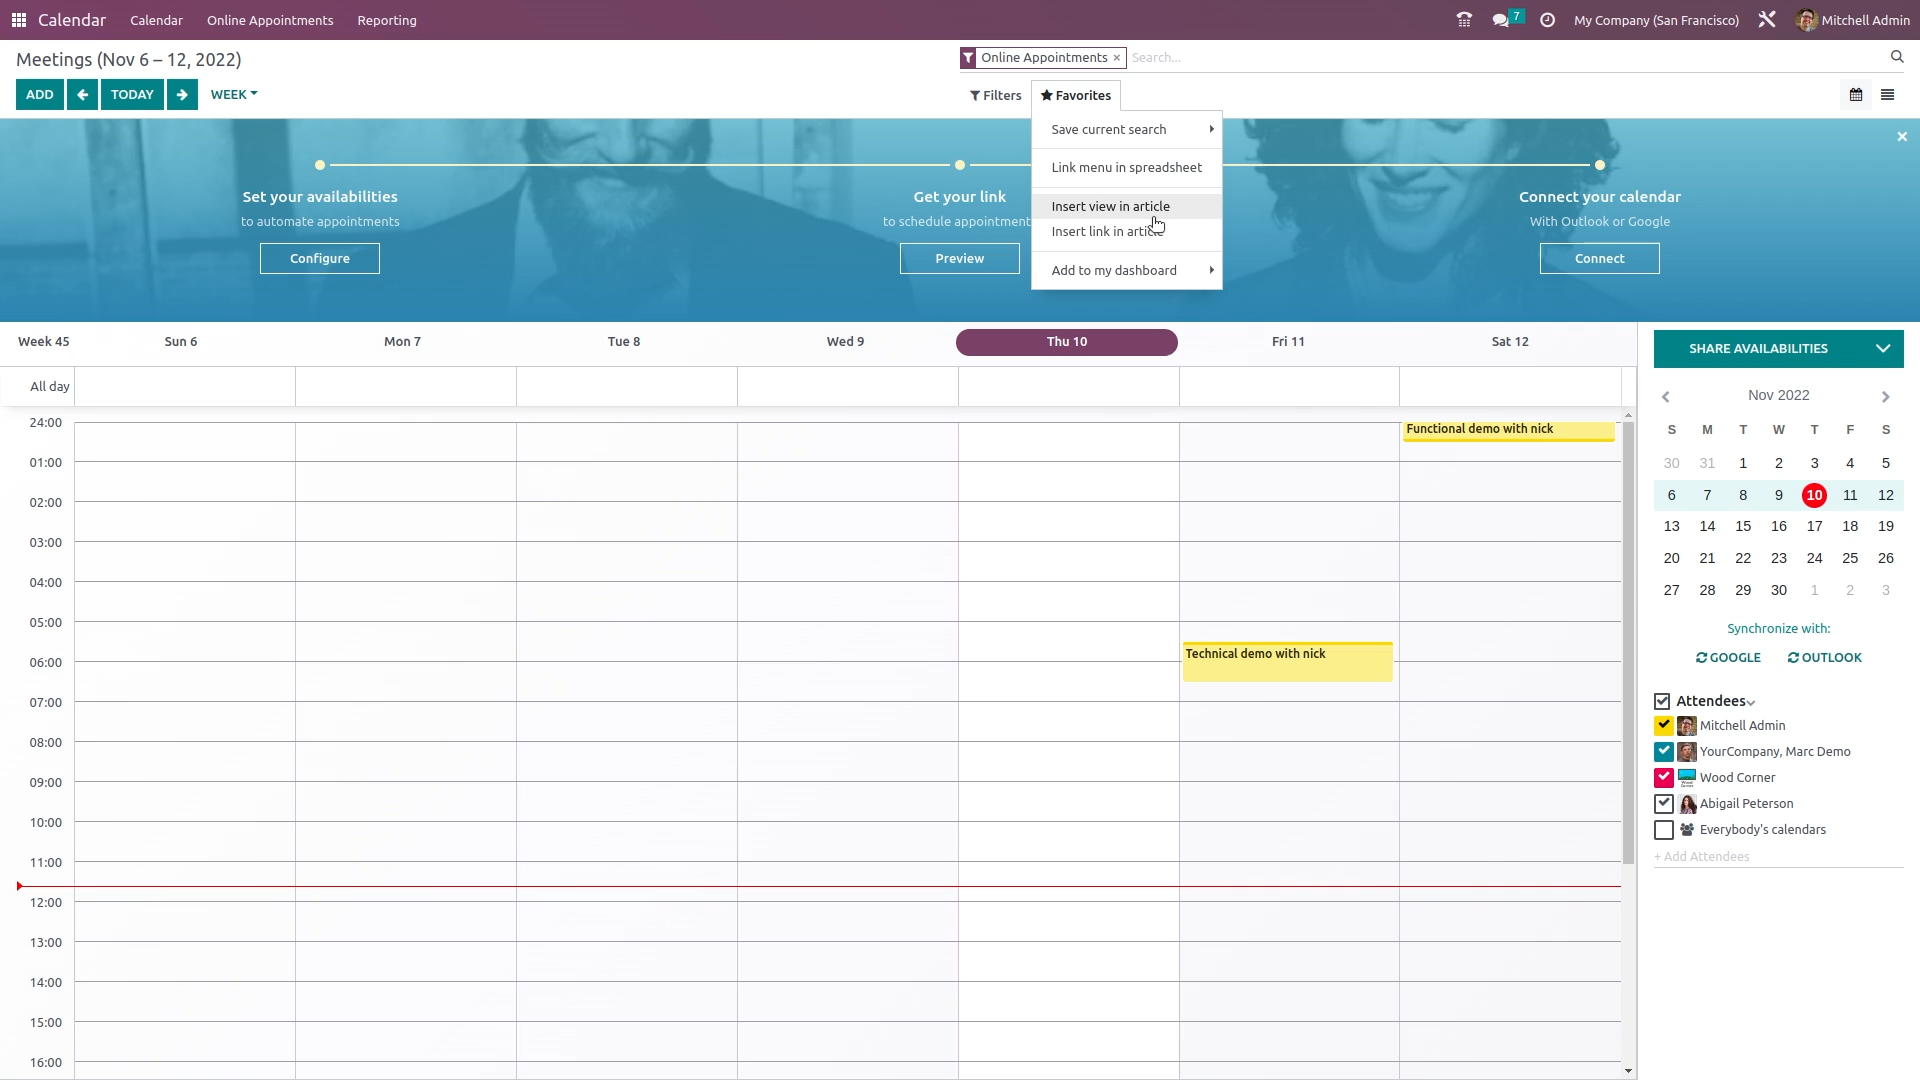 Calendar Calendar Online Appointments Reporting 7 My Company (San Francisco) Mitchell Admin
Meetings (Nov 6 – 12, 2022)
Online Appointments × Search...
ADD TODAY WEEK
Filters Favorites
Save current search
Link menu in spreadsheet
Insert view in article
Insert link in article
Add to my dashboard
Set your availabilities
to automate appointments
Configure
Get your link
to schedule appointment
Preview
Connect your calendar
With Outlook or Google
Connect
Week 45 Sun 6 Mon 7 Tue 8 Wed 9 Thu 10 Fri 11 Sat 12
All day
24:00
Functional demo with nick
01:00
02:00
03:00
04:00
05:00
Technical demo with nick
06:00
07:00
08:00
09:00
10:00
11:00
12:00
13:00
14:00
15:00
16:00
SHARE AVAILABILITIES
Nov 2022
S M T W T F S
30 31 1 2 3 4 5
6 7 8 9 10 11 12
13 14 15 16 17 18 19
20 21 22 23 24 25 26
27 28 29 30 1 2 3
Synchronize with:
GOOGLE OUTLOOK
Attendees
Mitchell Admin
YourCompany, Marc Demo
Wood Corner
Abigail Peterson
Everybody's calendars
+ Add Attendees